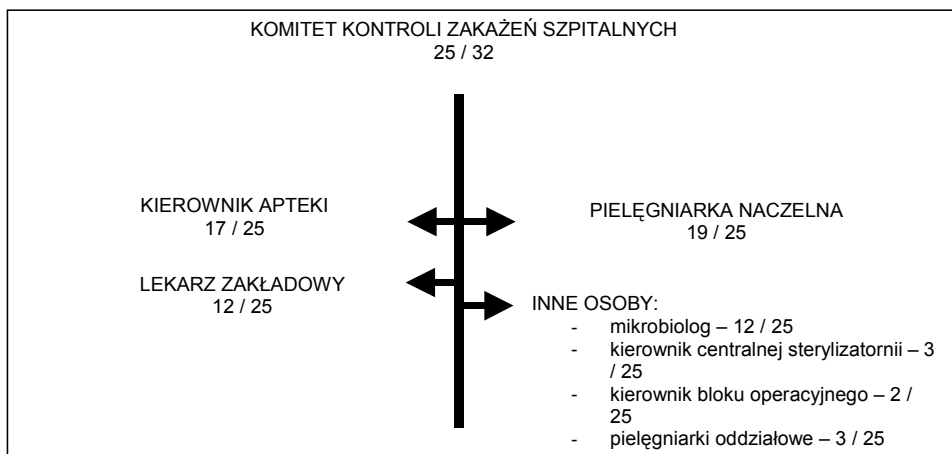 KOMITET KONTROLI ZAKAŻEŃ SZPITALNYCH
25 / 32
KIEROWNIK APTEKI
17 / 25
PIELĘGNIARKA NACZELNA
19 / 25
LEKARZ ZAKŁADOWY
12 / 25
INNE OSOBY:
- mikrobiolog – 12 / 25
- kierownik centralnej sterylizatornii – 3
/ 25
- kierownik bloku operacyjnego – 2 /
25
- pielęgniarki oddziałowe – 3 / 25